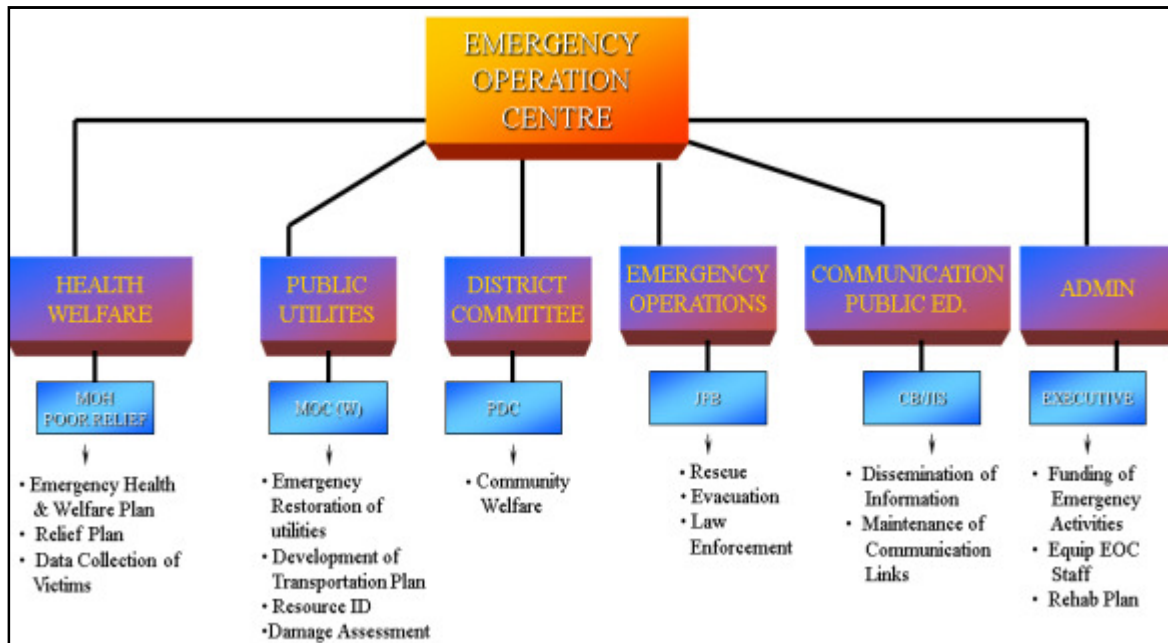 EMERGENCY
OPERATION
CENTRE
HEALTH
WELFARE
MOH
POOR RELIEF
• Emergency Health
& Welfare Plan
• Relief Plan
• Data Collection of
Victims
PUBLIC
UTILITES
MOC (W)
• Emergency
Restoration of
utilities
• Development of
Transportation Plan
• Resource ID
•Damage Assessment
DISTRICT
COMMITTEE
PDC
• Community
Welfare
EMERGENCY
OPERATIONS
JFB
• Rescue
• Evacuation
• Law
Enforcement
COMMUNICATION
PUBLIC ED.
CB/JIS
• Dissemination of
Information
• Maintenance of
Communication
Links
ADMIN
EXECUTIVE
• Funding of
Emergency
Activities
• Equip EOC
Staff
• Rehab Plan